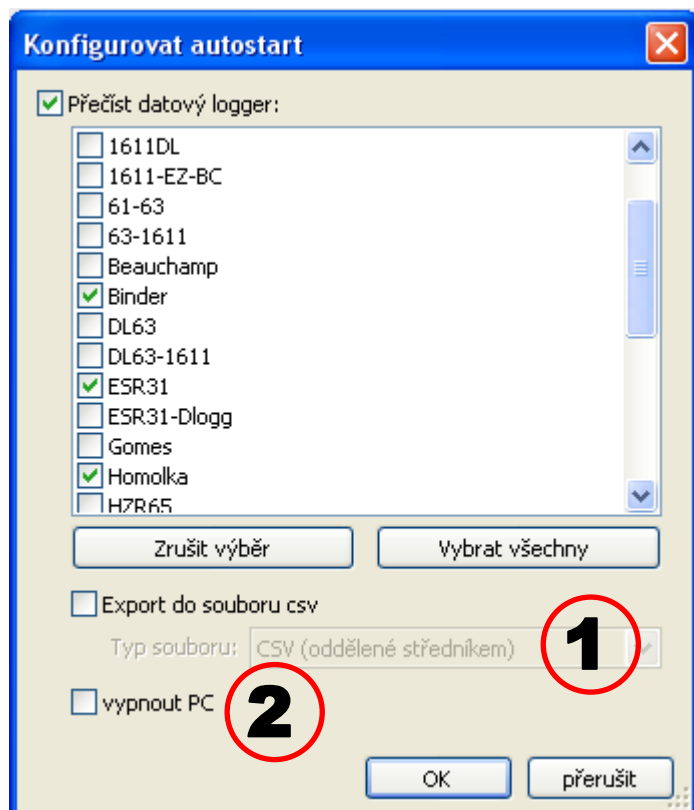 Konfigurovat autostart
Přečíst datový logger:
1611DL
1611-EZ-BC
61-63
63-1611
Beauchamp
Binder
DL63
DL63-1611
ESR31
ESR31-Dlogg
Gomes
Homolka
HZR65
Zrušit výběr Vybrat všechny
Export do souboru csv
Typ souboru: CSV (oddělené středníkem) 1
vypnout PC 2
OK přerušit